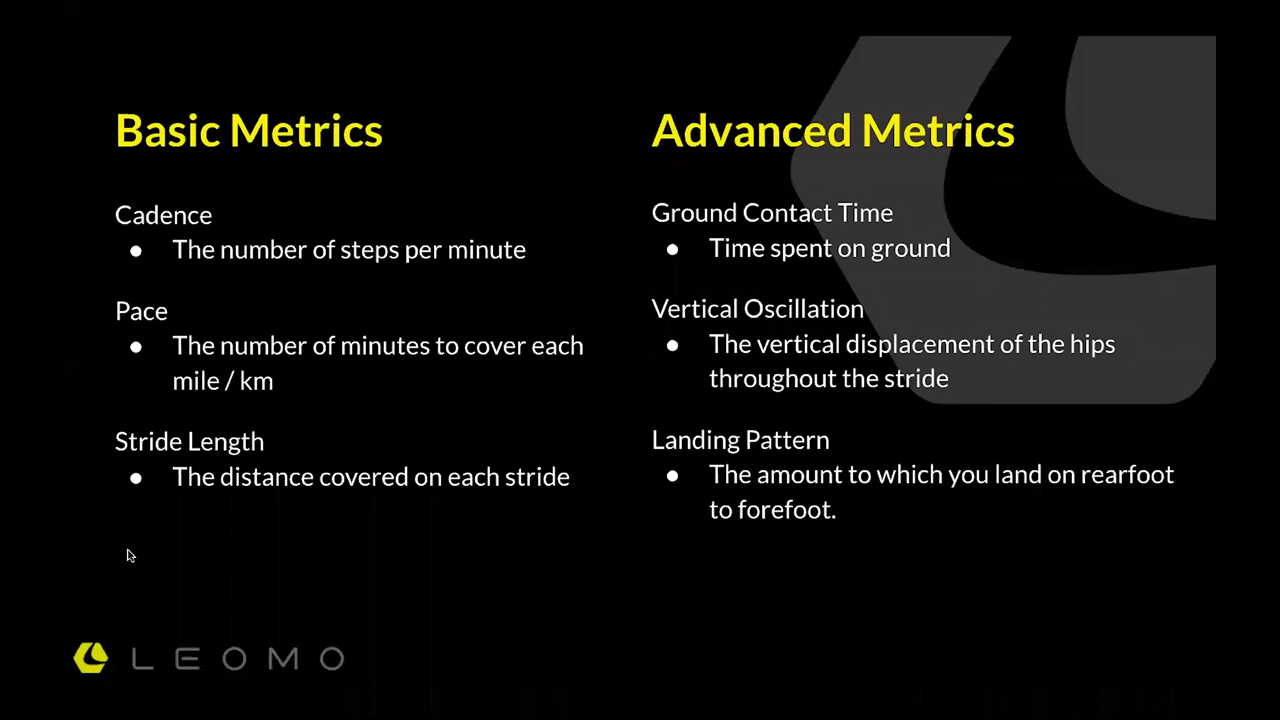 Basic Metrics
Cadence
● The number of steps per minute
Pace
● The number of minutes to cover each
mile / km
Stride Length
● The distance covered on each stride
Advanced Metrics
Ground Contact Time
● Time spent on ground
Vertical Oscillation
● The vertical displacement of the hips
throughout the stride
Landing Pattern
● The amount to which you land on rearfoot
to forefoot.
LEOMO